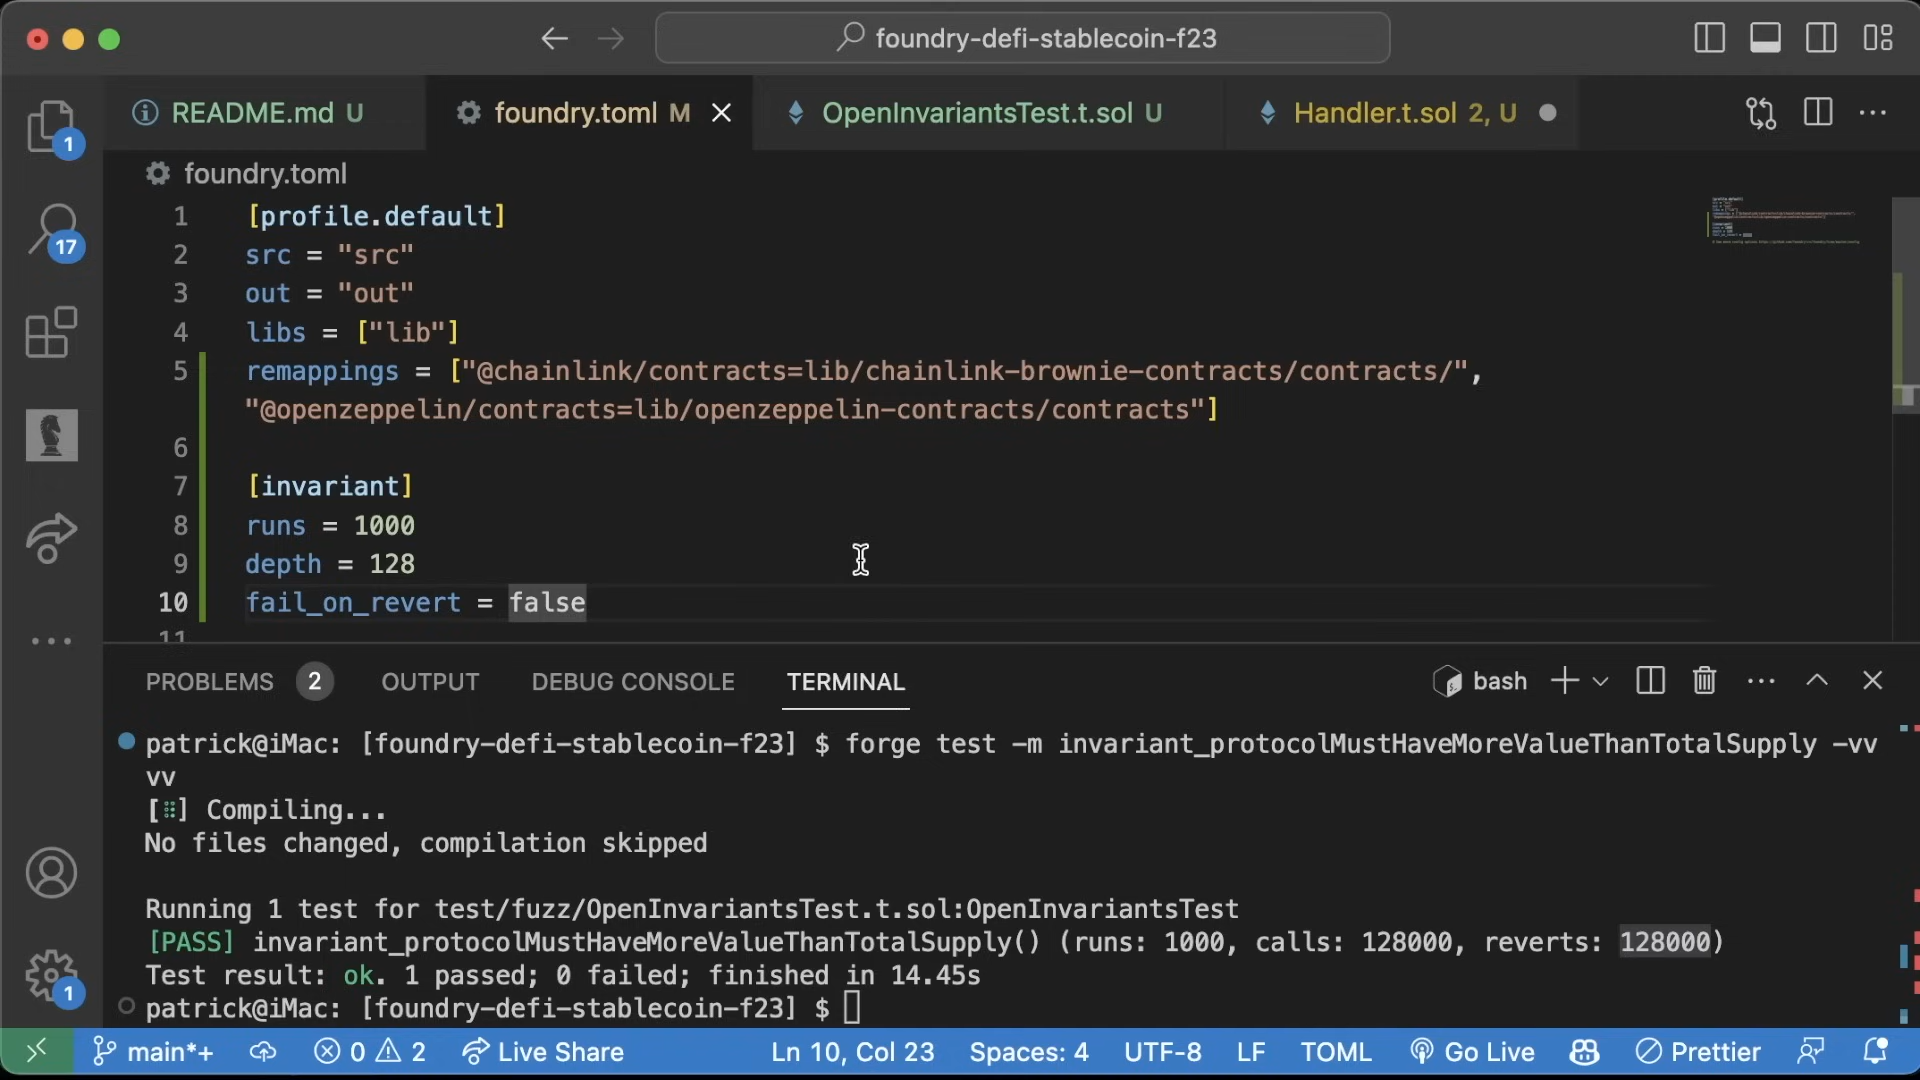 foundry-defi-stablecoin-f23
README.md U
foundry.toml M
OpenInvariantsTest.t.sol U
Handler.t.sol 2, U
1
17
foundry.toml
1 [profile.default]
2 src = "src"
3 out = "out"
4 libs = ["lib"]
5 remappings = ["@chainlink/contracts=lib/chainlink-brownie-contracts/contracts/",
"@openzeppelin/contracts=lib/openzeppelin-contracts/contracts"]
6
7 [invariant]
8 runs = 1000
9 depth = 128
10 fail_on_revert = false
11
PROBLEMS 2 OUTPUT DEBUG CONSOLE TERMINAL
bash
patrick@iMac: [foundry-defi-stablecoin-f23] $ forge test -m invariant_protocolMustHaveMoreValueThanTotalSupply -vv
vv
[⠿] Compiling...
No files changed, compilation skipped
Running 1 test for test/fuzz/OpenInvariantsTest.t.sol:OpenInvariantsTest
[PASS] invariant_protocolMustHaveMoreValueThanTotalSupply() (runs: 1000, calls: 128000, reverts: 128000)
Test result: ok. 1 passed; 0 failed; finished in 14.45s
patrick@iMac: [foundry-defi-stablecoin-f23] $
1
main*+ 0 2 Live Share Ln 10, Col 23 Spaces: 4 UTF-8 LF TOML Go Live Prettier